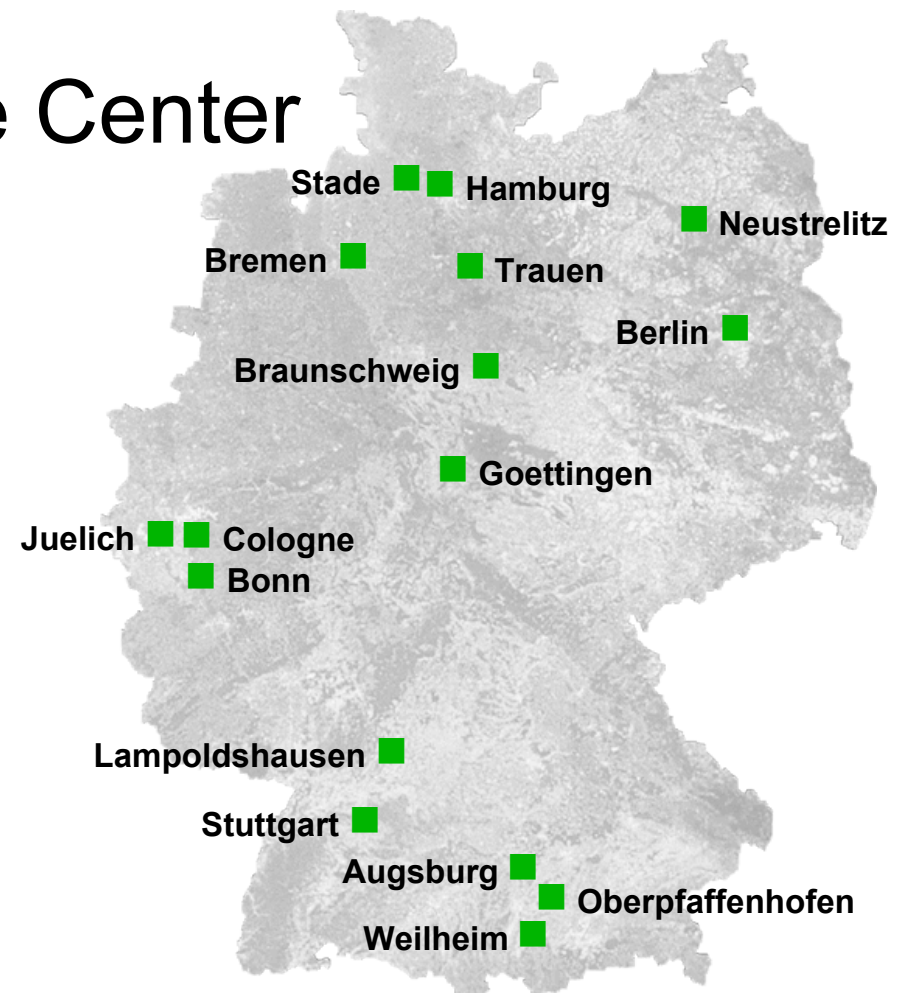 e Center
Stade
Hamburg
Neustrelitz
Bremen
Trauen
Berlin
Braunschweig
Goettingen
Juelich
Cologne
Bonn
Lampoldshausen
Stuttgart
Augsburg
Oberpfaffenhofen
Weilheim